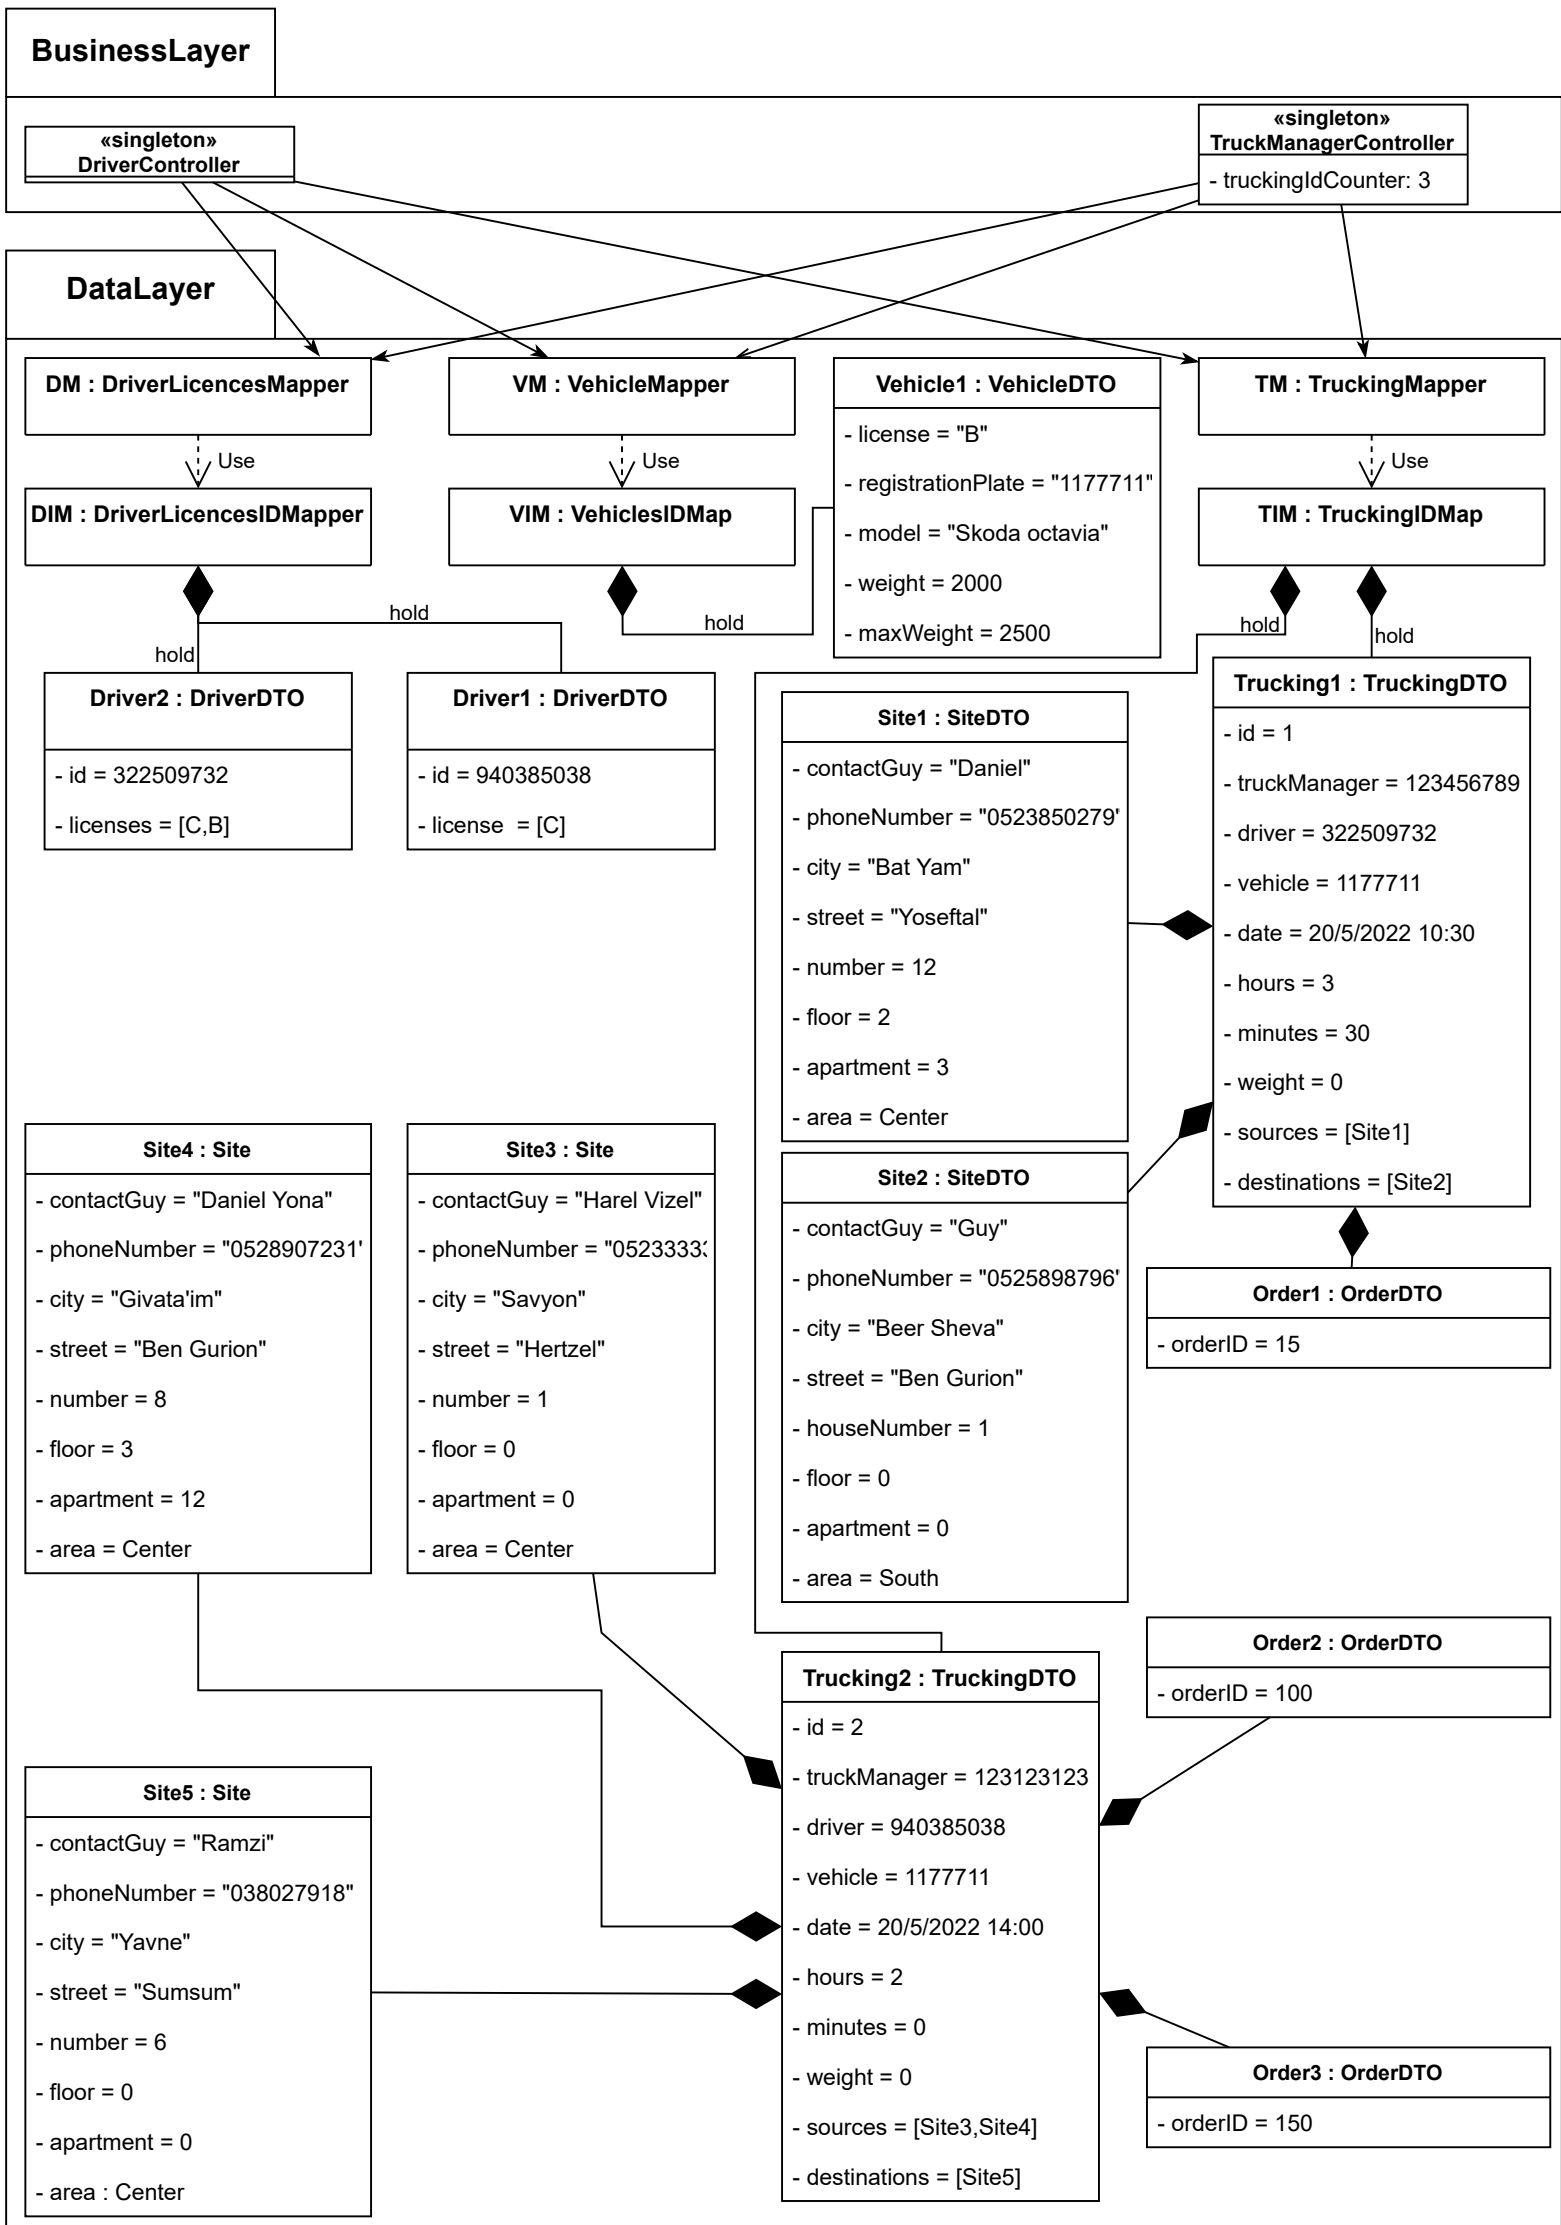 BusinessLayer
«singleton»
DriverController
«singleton»
TruckManagerController
- truckingIdCounter: 3
DataLayer
DM : DriverLicencesMapper
VM : VehicleMapper
Vehicle1 : VehicleDTO
- license = "B"
- registrationPlate = "1177711"
- model = "Skoda octavia"
- weight = 2000
- maxWeight = 2500
TM : TruckingMapper
Use
Use
Use
DIM : DriverLicencesIDMapper
VIM : VehiclesIDMap
TIM : TruckingIDMap
hold
hold
hold
hold
hold
Driver2 : DriverDTO
- id = 322509732
- licenses = [C,B]
Driver1 : DriverDTO
- id = 940385038
- license  = [C]
Site1 : SiteDTO
- contactGuy = "Daniel"
- phoneNumber = "0523850279"
- city = "Bat Yam"
- street = "Yoseftal"
- number = 12
- floor = 2
- apartment = 3
- area = Center
Trucking1 : TruckingDTO
- id = 1
- truckManager = 123456789
- driver = 322509732
- vehicle = 1177711
- date = 20/5/2022 10:30
- hours = 3
- minutes = 30
- weight = 0
- sources = [Site1]
- destinations = [Site2]
Site4 : Site
- contactGuy = "Daniel Yona"
- phoneNumber = "0528907231"
- city = "Givata'im"
- street = "Ben Gurion"
- number = 8
- floor = 3
- apartment = 12
- area = Center
Site3 : Site
- contactGuy = "Harel Vizel"
- phoneNumber = "0523333
- city = "Savyon"
- street = "Hertzel"
- number = 1
- floor = 0
- apartment = 0
- area = Center
Site2 : SiteDTO
- contactGuy = "Guy"
- phoneNumber = "0525898796"
- city = "Beer Sheva"
- street = "Ben Gurion"
- houseNumber = 1
- floor = 0
- apartment = 0
- area = South
Order1 : OrderDTO
- orderID = 15
Order2 : OrderDTO
- orderID = 100
Trucking2 : TruckingDTO
- id = 2
- truckManager = 123123123
- driver = 940385038
- vehicle = 1177711
- date = 20/5/2022 14:00
- hours = 2
- minutes = 0
- weight = 0
- sources = [Site3,Site4]
- destinations = [Site5]
Site5 : Site
- contactGuy = "Ramzi"
- phoneNumber = "038027918"
- city = "Yavne"
- street = "Sumsum"
- number = 6
- floor = 0
- apartment = 0
- area : Center
Order3 : OrderDTO
- orderID = 150